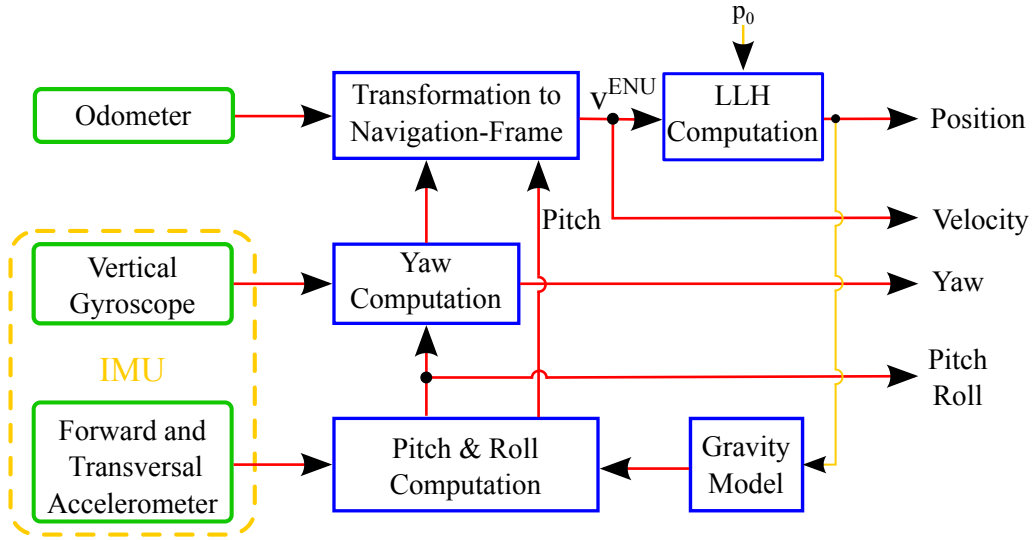 p₀
Odometer
Transformation to
Navigation-Frame
v^ENU
LLH
Computation
Position
Pitch
Velocity
Vertical
Gyroscope
Yaw
Computation
Yaw
IMU
Pitch
Roll
Forward and
Transversal
Accelerometer
Pitch & Roll
Computation
Gravity
Model